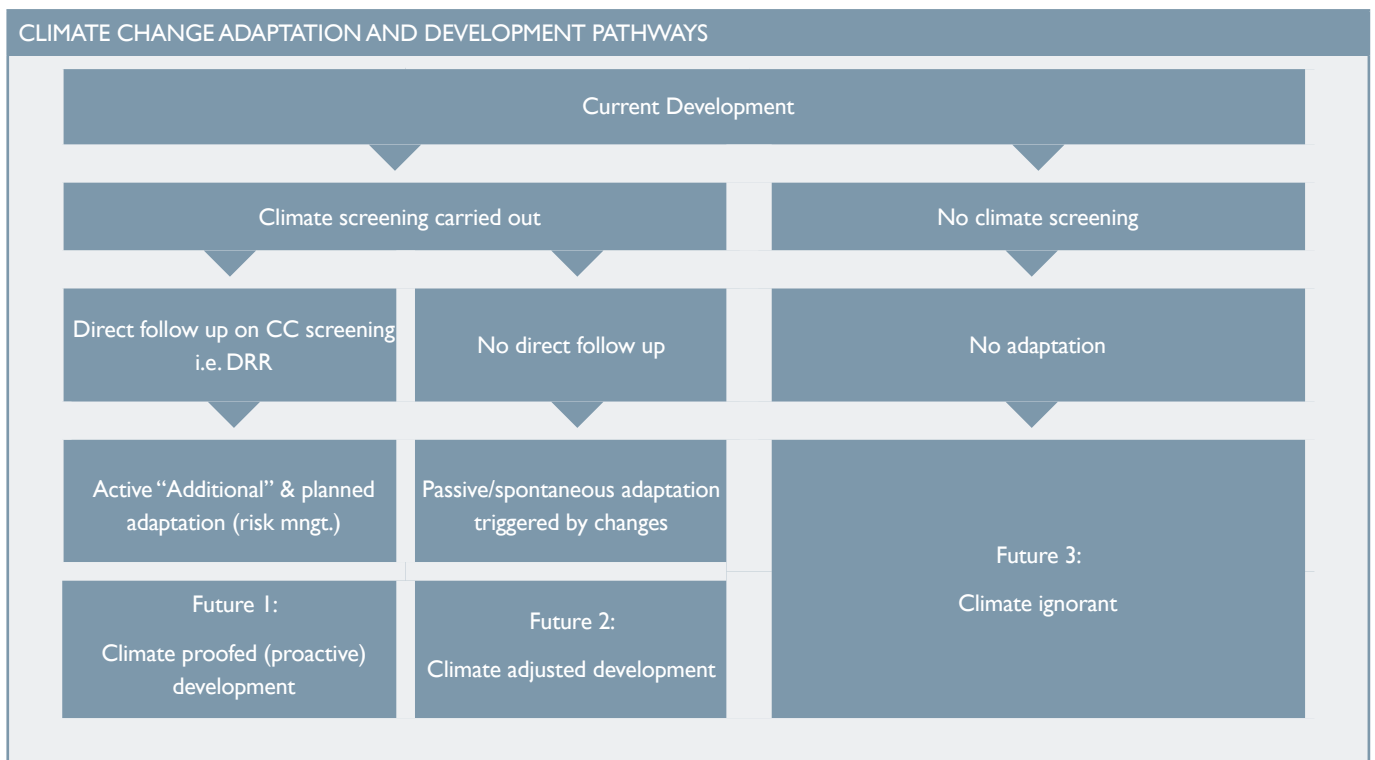 CLIMATE CHANGE ADAPTATION AND DEVELOPMENT PATHWAYS
Current Development
Climate screening carried out
No climate screening
Direct follow up on CC screening
i.e. DRR
No direct follow up
No adaptation
Active “Additional” & planned
adaptation (risk mngt.)
Passive/spontaneous adaptation
triggered by changes
Future 1:
Climate proofed (proactive)
development
Future 2:
Climate adjusted development
Future 3:
Climate ignorant